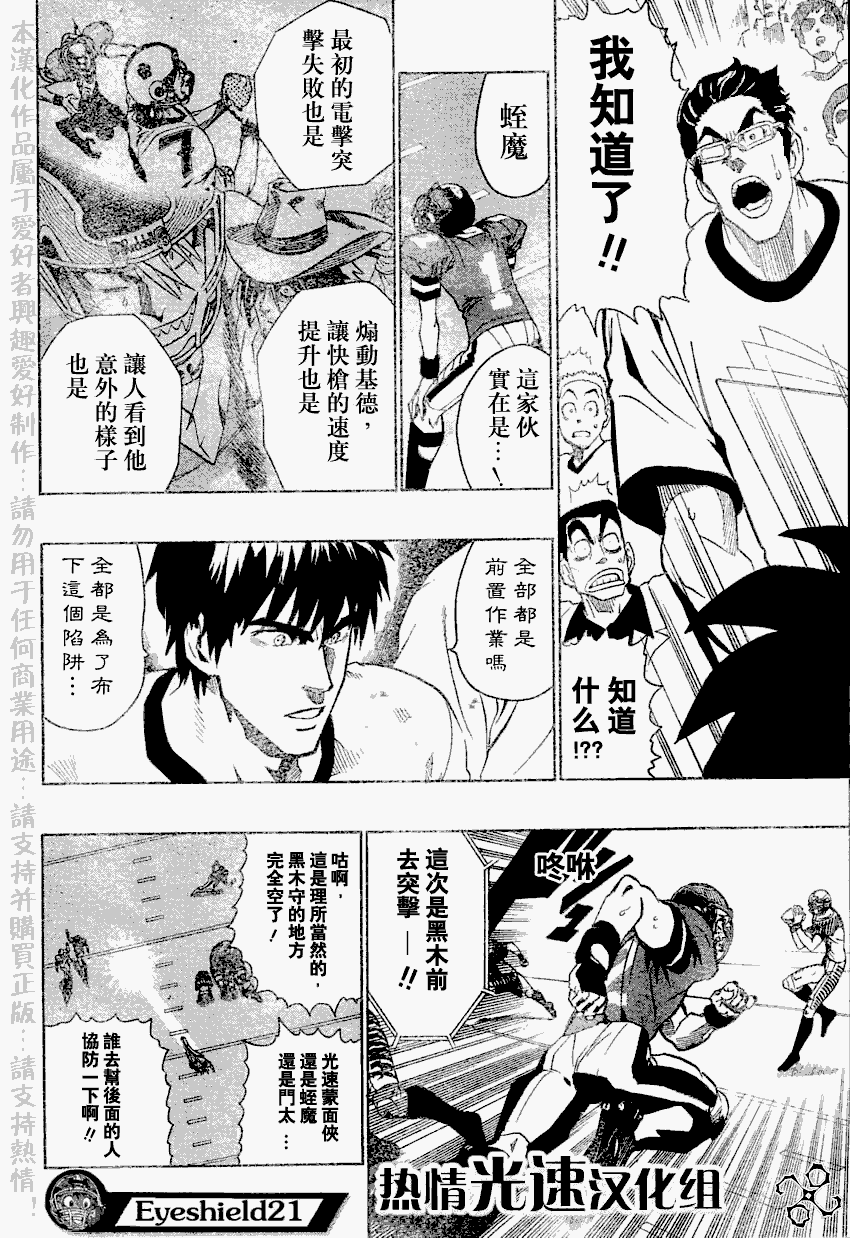 我知道了!!
知道
什么!??
蛭魔
這家伙
實在是…!
最初的電擊突
擊失敗也是
煽動基德，
讓快槍的速度
提升也是
讓人看到他
意外的樣子
也是
全部都是
前置作業嗎
全都是為了布
下這個陷阱…
咚咻
這次是黑木前
去突擊—!!
咕啊，
這是理所當然的，
黑木守的地方
完全空了！
光速蒙面俠
還是蛭魔
還是門太…
誰去幫後面的人
協防一下啊!!
Eyeshield21
热情光速汉化组
本漢化作品屬于愛好者興趣愛好制作…請勿用于任何商業用途…請支持并購買正版…請支持热情！